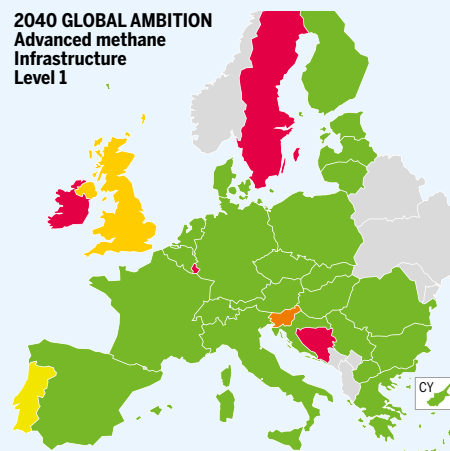 2040 GLOBAL AMBITION
Advanced methane
Infrastructure
Level 1
CY